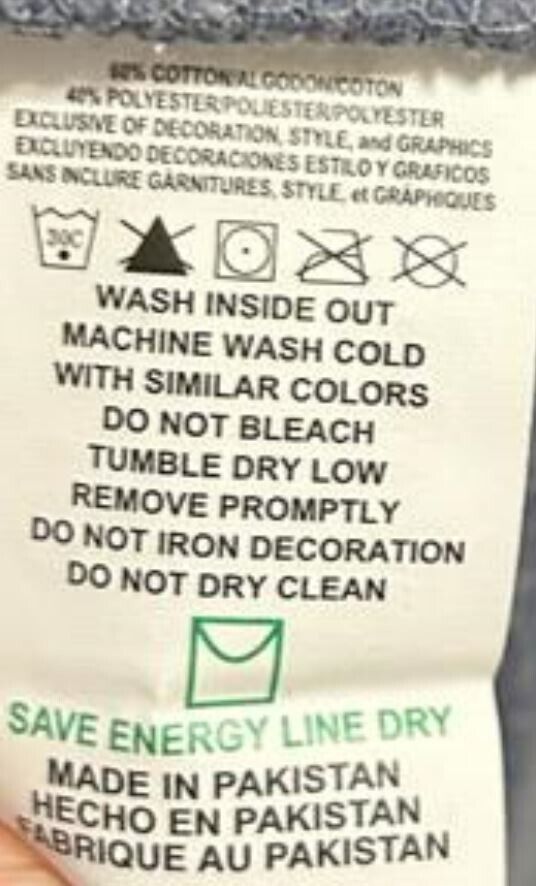 60% COTTON/ALGODON/COTON
40% POLYESTER/POLIESTER/POLYESTER
EXCLUSIVE OF DECORATION, STYLE, and GRAPHICS
EXCLUYENDO DECORACIONES ESTILO Y GRAFICOS
SANS INCLURE GARNITURES, STYLE, et GRAPHIQUES
30C
WASH INSIDE OUT
MACHINE WASH COLD
WITH SIMILAR COLORS
DO NOT BLEACH
TUMBLE DRY LOW
REMOVE PROMPTLY
DO NOT IRON DECORATION
DO NOT DRY CLEAN
SAVE ENERGY LINE DRY
MADE IN PAKISTAN
HECHO EN PAKISTAN
FABRIQUE AU PAKISTAN